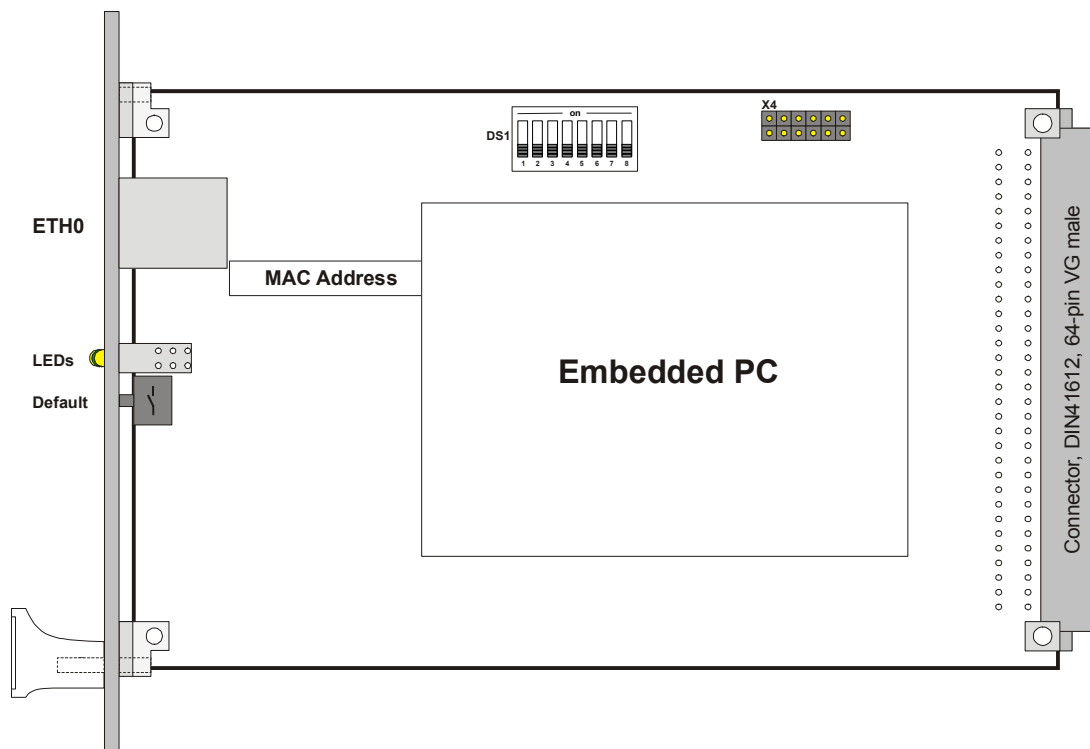 on
X4
DS1
1 2 3 4 5 6 7 8
ETH0
MAC Address
LEDs
Embedded PC
Default
Connector, DIN41612, 64-pin VG male